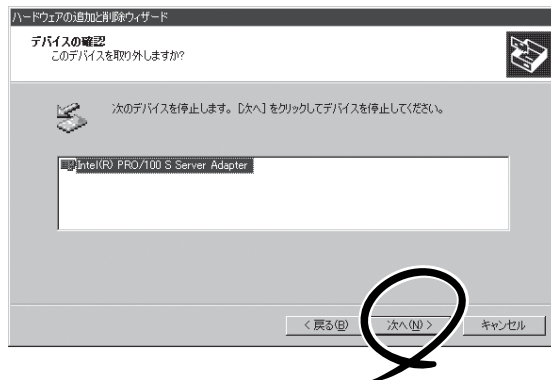 ハードウェアの追加と削除ウィザード
デバイスの確認
このデバイスを取り外しますか?
次のデバイスを停止します。[次へ] をクリックしてデバイスを停止してください。
Intel(R) PRO/100 S Server Adapter
< 戻る(B) 次へ(N) > キャンセル